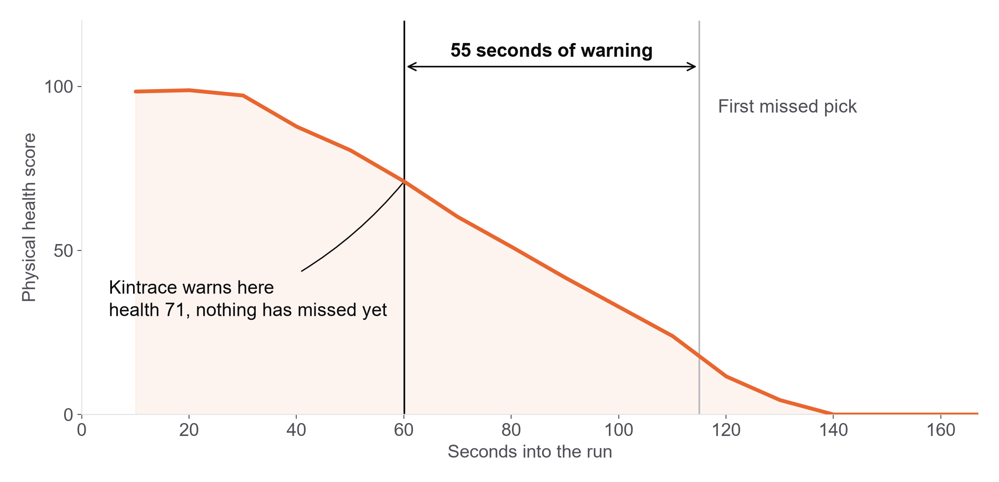 55 seconds of warning
100
First missed pick
Physical health score
50
Kintrace warns here
health 71, nothing has missed yet
0
0 20 40 60 80 100 120 140 160
Seconds into the run